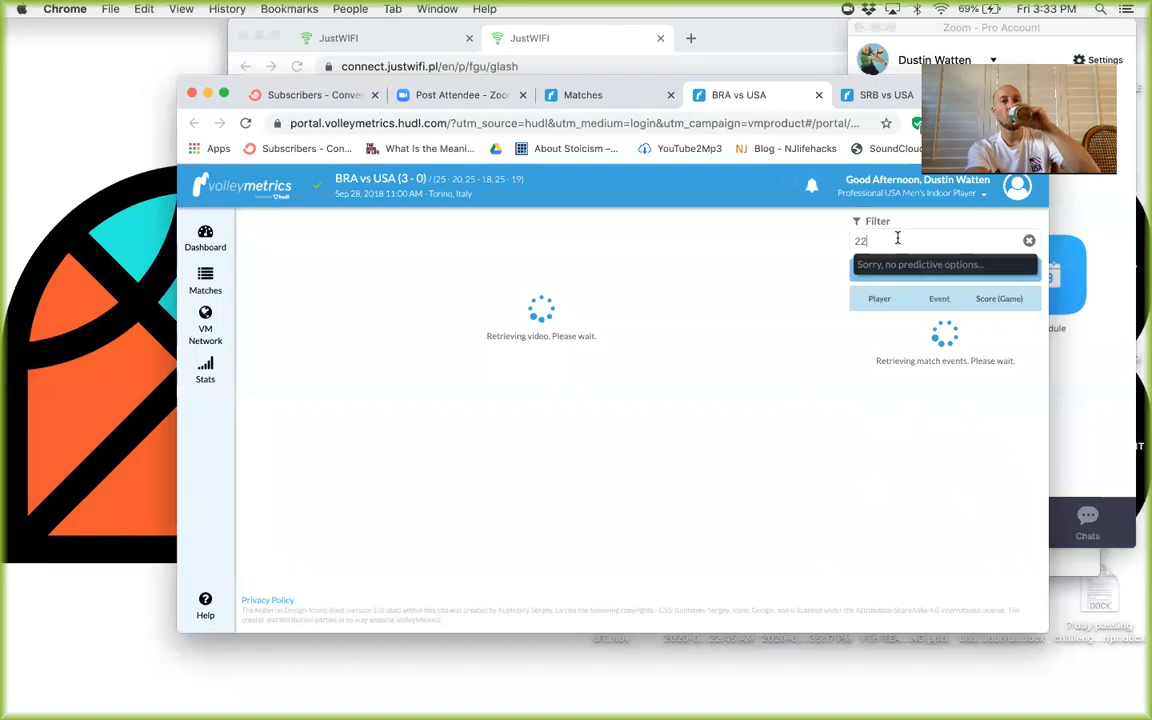 Chrome File Edit View History Bookmarks People Tab Window Help 69% Fri 3:33 PM
JustWIFI JustWIFI
Zoom - Pro Account
connect.justwifi.pl/en/p/fgu/glash
Dustin Watten Settings
Subscribers - Conve Post Attendee - Zoo Matches BRA vs USA SRB vs USA
portal.volleymetrics.hudl.com/?utm_source=hudl&utm_medium=login&utm_campaign=vmproduct#/portal/...
Apps Subscribers - Con... What Is the Meani... About Stoicism –... YouTube2Mp3 Blog - NJlifehacks SoundClou
volleymetrics
BRA vs USA (3 - 0) / (25 - 20, 25 - 18, 25 - 19)
Sep 28, 2018 11:00 AM - Torino, Italy
Good Afternoon, Dustin Watten
Professional USA Men's Indoor Player
Dashboard
Matches
VM
Network
Stats
Help
Filter
22
Sorry, no predictive options...
Player Event Score (Game)
Retrieving video. Please wait.
Retrieving match events. Please wait.
dule
Chats
Privacy Policy
DOCX
7 day passing